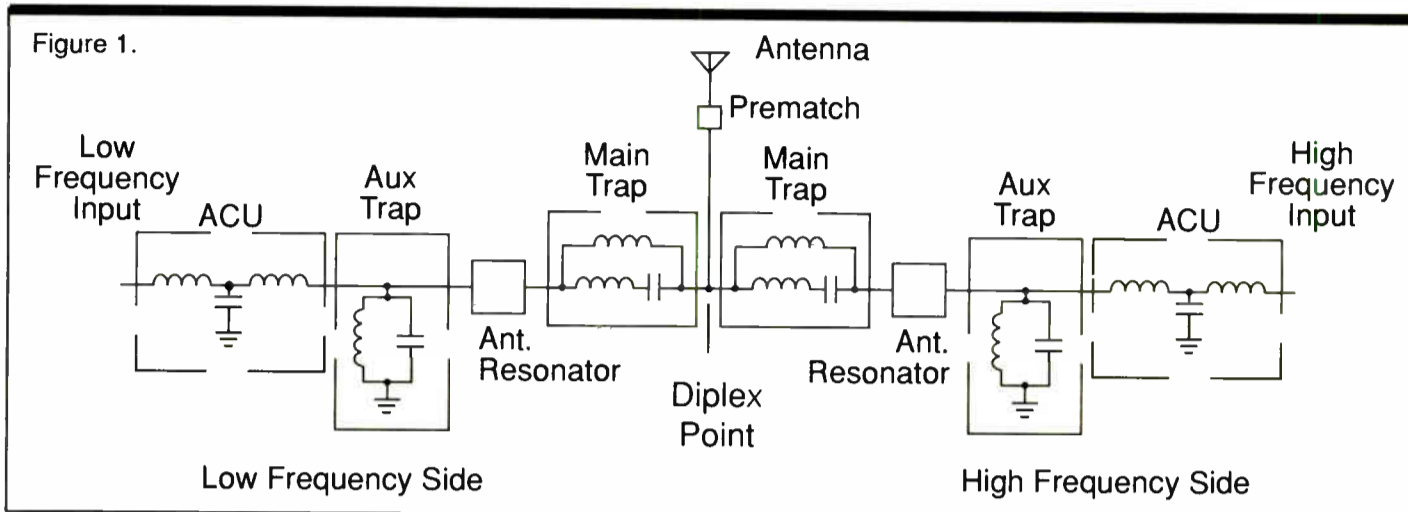 Figure 1.
Antenna
Prematch
Low
Frequency
Input
ACU
Aux
Trap
Main
Trap
Main
Trap
Aux
Trap
ACU
High
Frequency
Input
Ant.
Resonator
Diplex
Point
Ant.
Resonator
Low Frequency Side
High Frequency Side